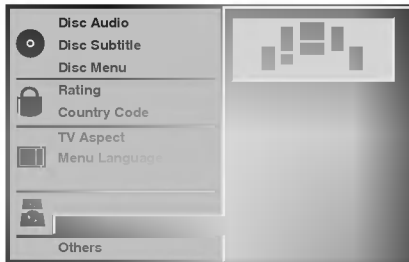 Disc Audio
Disc Subtitle
Disc Menu
Rating
Country Code
TV Aspect
Menu Language
Others